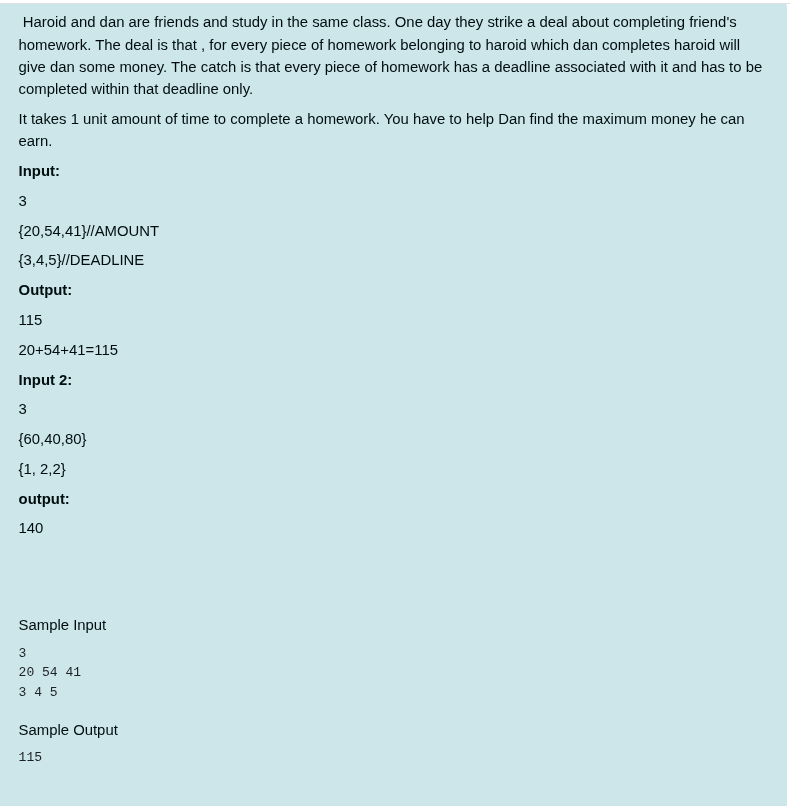 Haroid and dan are friends and study in the same class. One day they strike a deal about completing friend's
homework. The deal is that , for every piece of homework belonging to haroid which dan completes haroid will
give dan some money. The catch is that every piece of homework has a deadline associated with it and has to be
completed within that deadline only.
It takes 1 unit amount of time to complete a homework. You have to help Dan find the maximum money he can
earn.
Input:
3
{20,54,41}//AMOUNT
{3,4,5}//DEADLINE
Output:
115
20+54+41=115
Input 2:
3
{60,40,80}
{1, 2,2}
output:
140
Sample Input
3
20 54 41
3 4 5
Sample Output
115